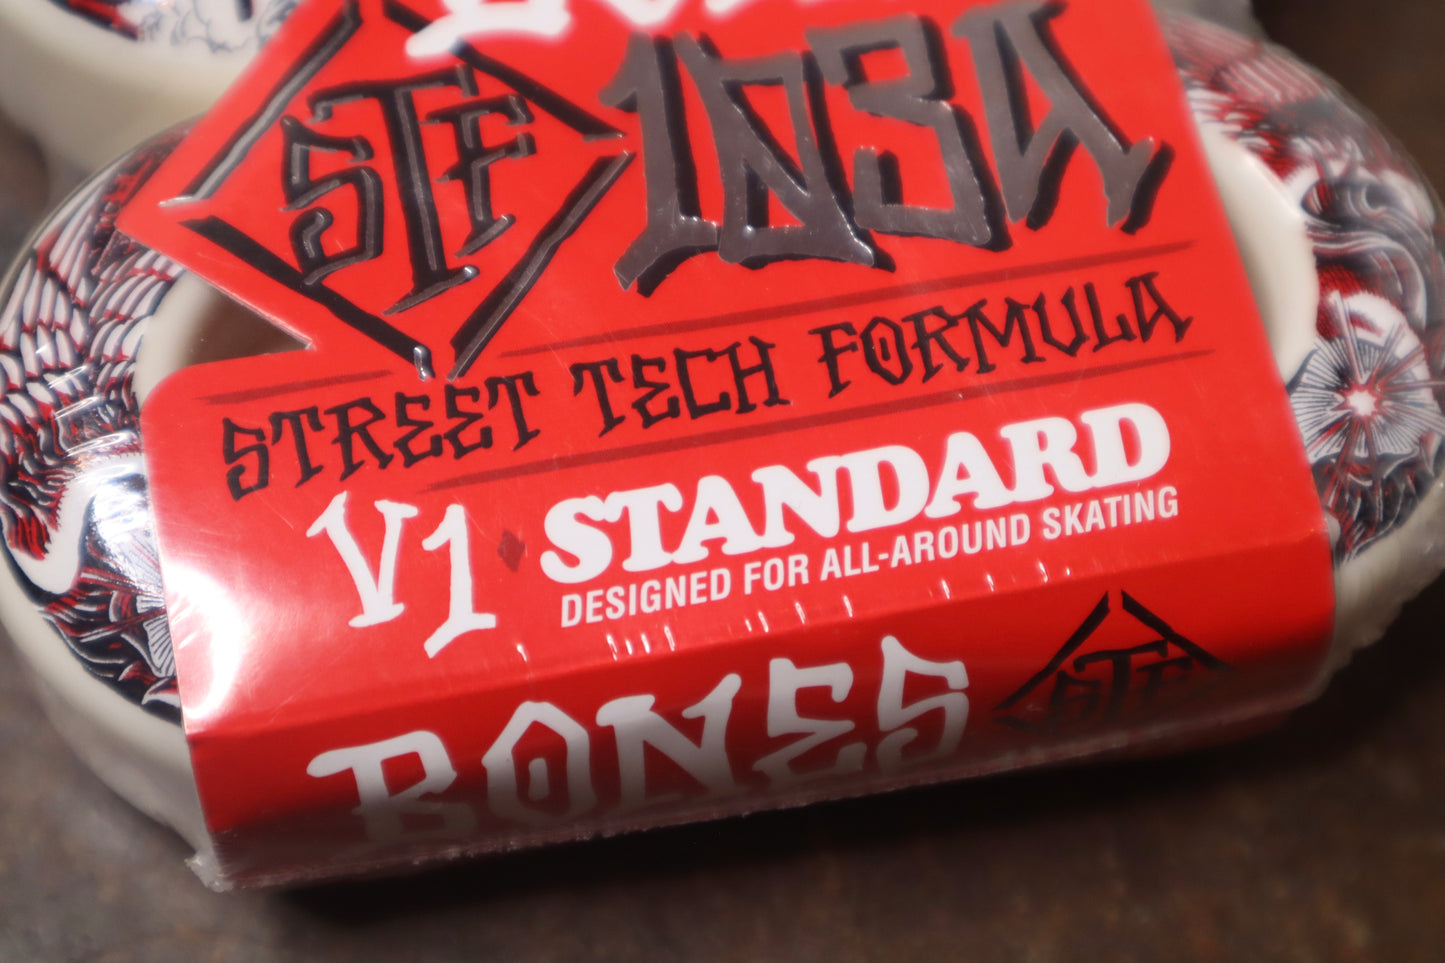 STF 103A
STREET TECH FORMULA
V1 STANDARD
DESIGNED FOR ALL-AROUND SKATING
BONES STF